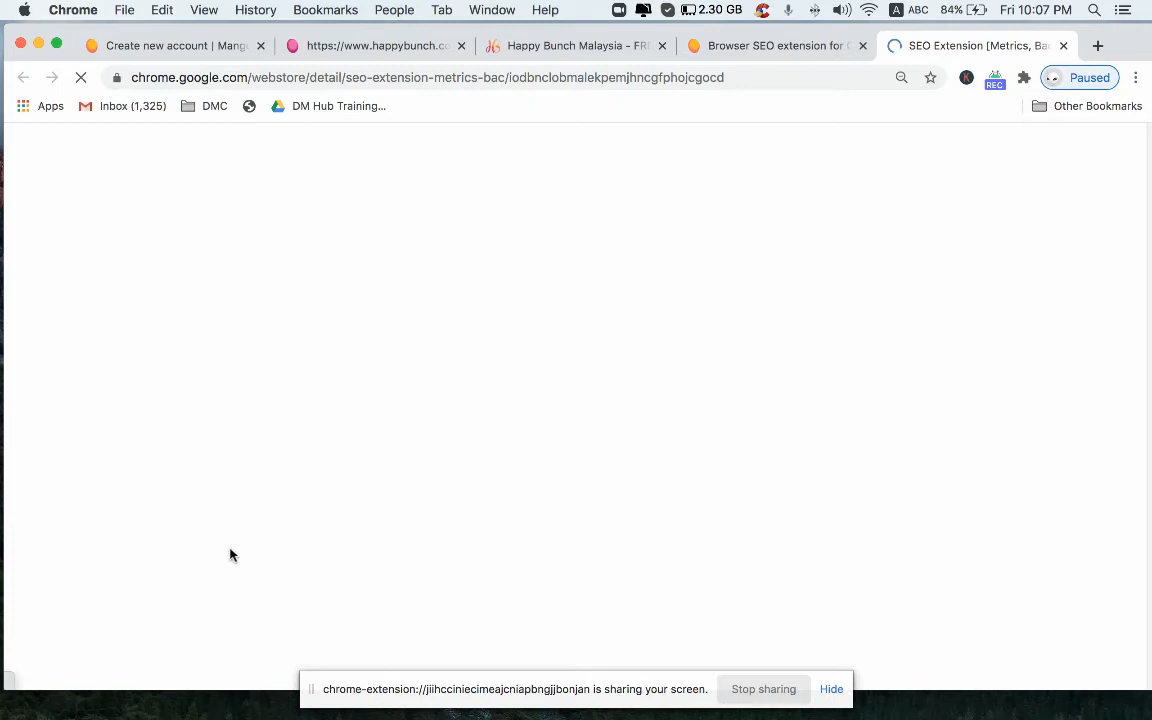 Chrome File Edit View History Bookmarks People Tab Window Help 2.30 GB A ABC 84% Fri 10:07 PM
Create new account | Mang
https://www.happybunch.c
Happy Bunch Malaysia - FR
Browser SEO extension for
SEO Extension [Metrics, Ba
chrome.google.com/webstore/detail/seo-extension-metrics-bac/iodbnclobmalekpemjhncgfphojcgocd K REC Paused
Apps Inbox (1,325) DMC DM Hub Training... Other Bookmarks
chrome-extension://jiihcciniecimeajcniapbngjjbonjan is sharing your screen. Stop sharing Hide